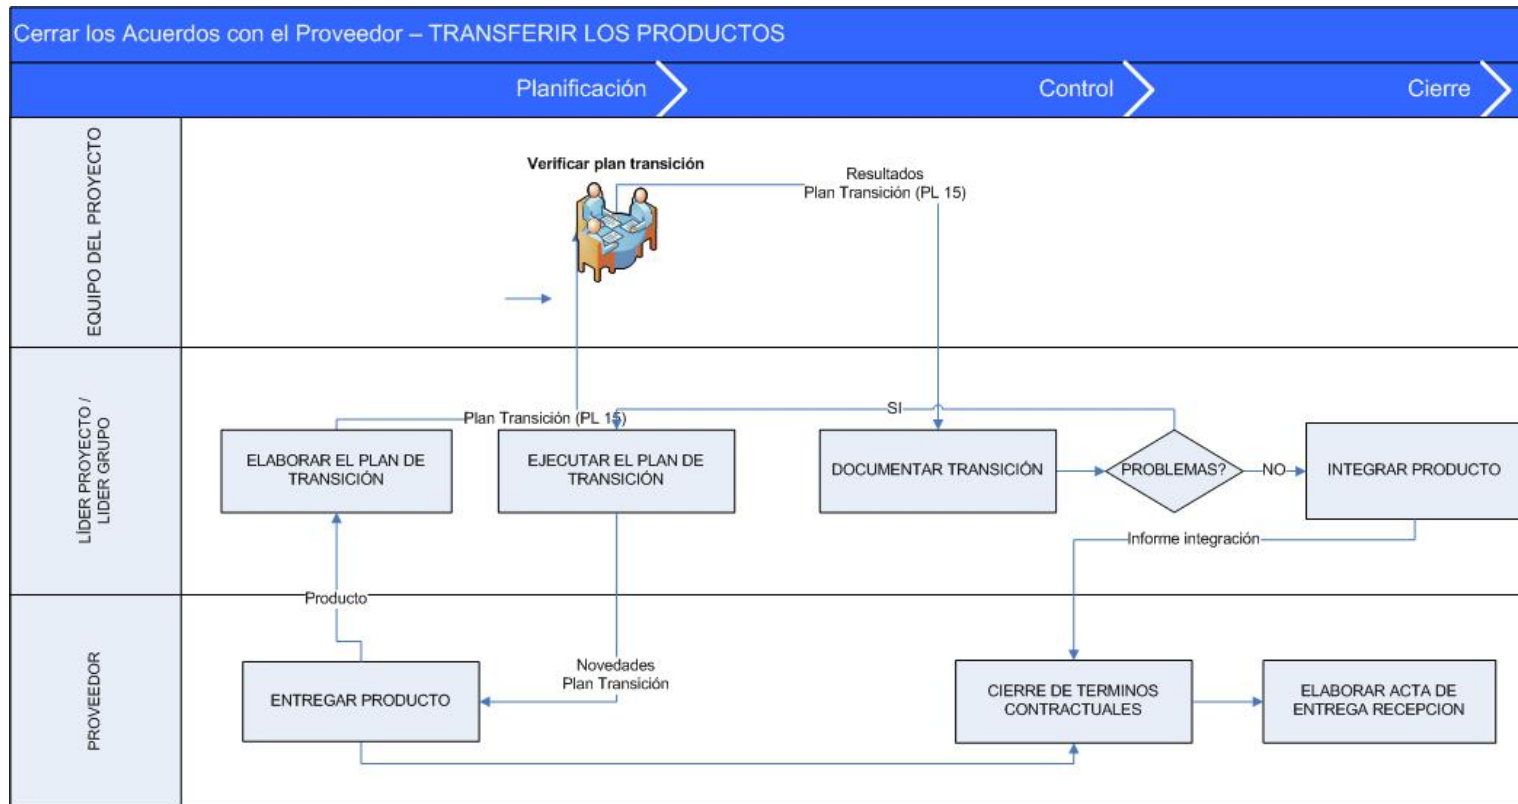 Cerrar los Acuerdos con el Proveedor – TRANSFERIR LOS PRODUCTOS
Planificación
Control
Cierre
EQUIPO DEL PROYECTO
Verificar plan transición
Resultados
Plan Transición (PL 15)
LÍDER PROYECTO /
LIDER GRUPO
Plan Transición (PL 15)
SI
ELABORAR EL PLAN DE
TRANSICIÓN
EJECUTAR EL PLAN DE
TRANSICIÓN
DOCUMENTAR TRANSICIÓN
PROBLEMAS?
NO
INTEGRAR PRODUCTO
Informe integración
PROVEEDOR
Producto
Novedades
Plan Transición
ENTREGAR PRODUCTO
CIERRE DE TERMINOS
CONTRACTUALES
ELABORAR ACTA DE
ENTREGA RECEPCION